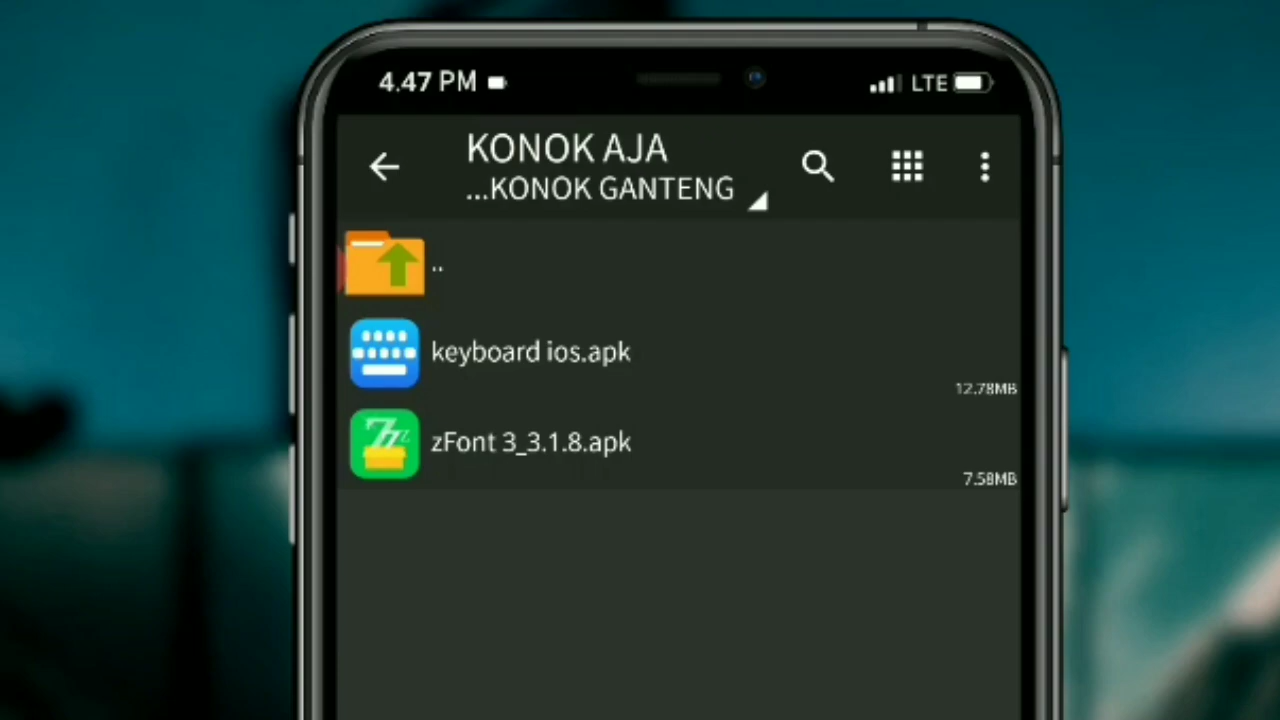 4.47 PM
LTE
KONOK AJA
...KONOK GANTENG
..
keyboard ios.apk
12.78MB
zFont 3_3.1.8.apk
7.58MB